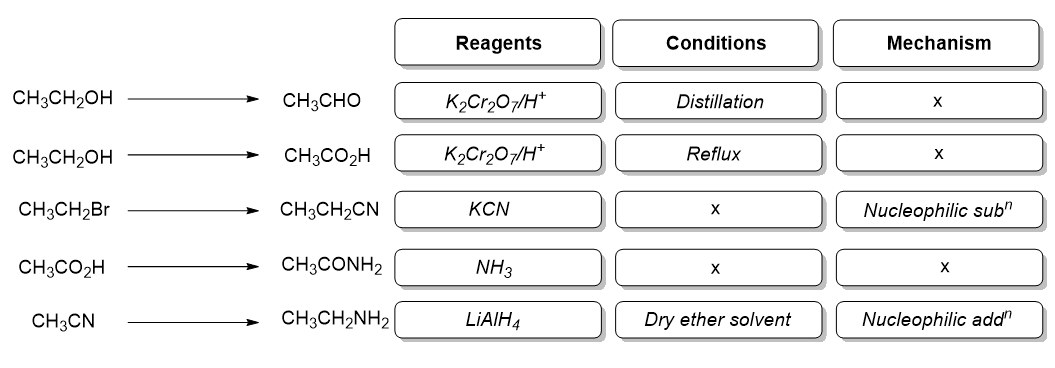 Reagents Conditions Mechanism
CH₃CH₂OH CH₃CHO K₂Cr₂O₇/H⁺ Distillation x
CH₃CH₂OH CH₃CO₂H K₂Cr₂O₇/H⁺ Reflux x
CH₃CH₂Br CH₃CH₂CN KCN x Nucleophilic subⁿ
CH₃CO₂H CH₃CONH₂ NH₃ x x
CH₃CN CH₃CH₂NH₂ LiAlH₄ Dry ether solvent Nucleophilic addⁿ